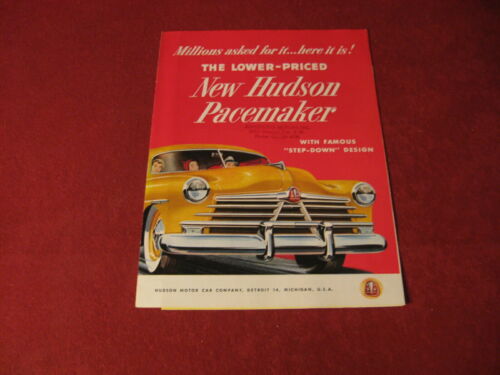 Millions asked for it...here it is!
THE LOWER-PRICED
New Hudson
Pacemaker
WITH FAMOUS
"STEP-DOWN" DESIGN
HUDSON MOTOR CAR COMPANY, DETROIT 14, MICHIGAN, U.S.A.